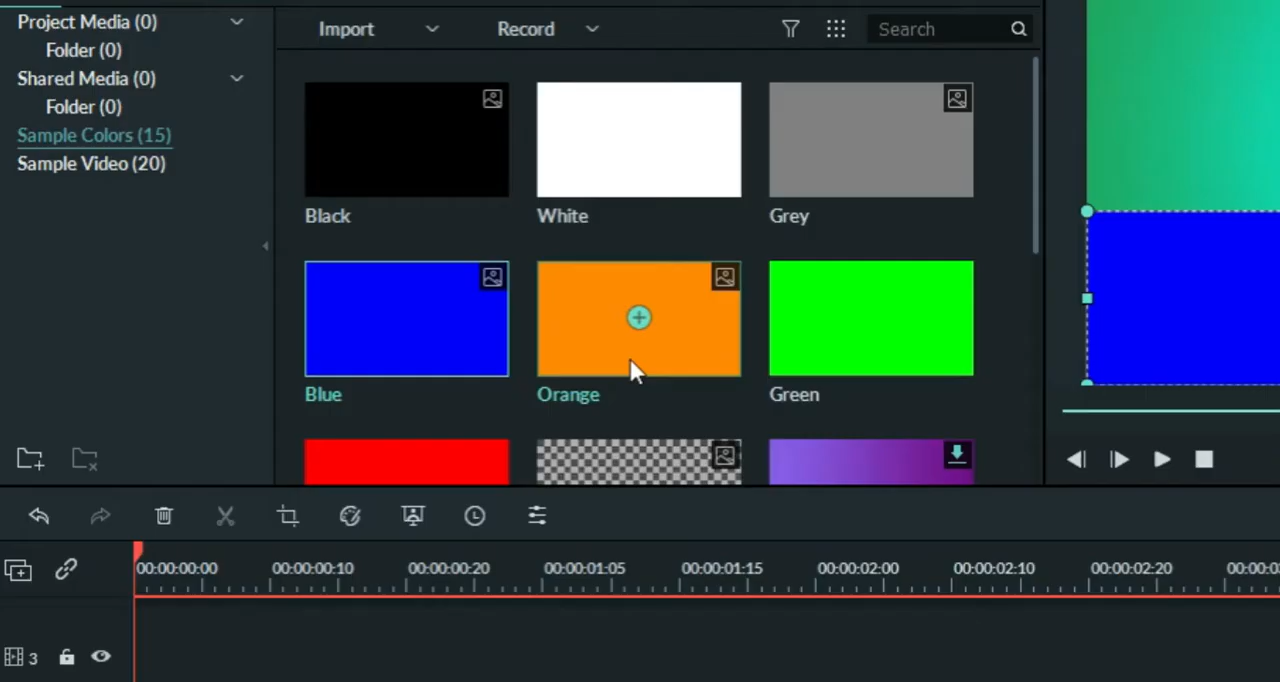 Project Media (0)
Folder (0)
Shared Media (0)
Folder (0)
Sample Colors (15)
Sample Video (20)
Import
Record
Search
Black
White
Grey
Blue
Orange
Green
00:00:00:00
00:00:00:10
00:00:00:20
00:00:01:05
00:00:01:15
00:00:02:00
00:00:02:10
00:00:02:20
3